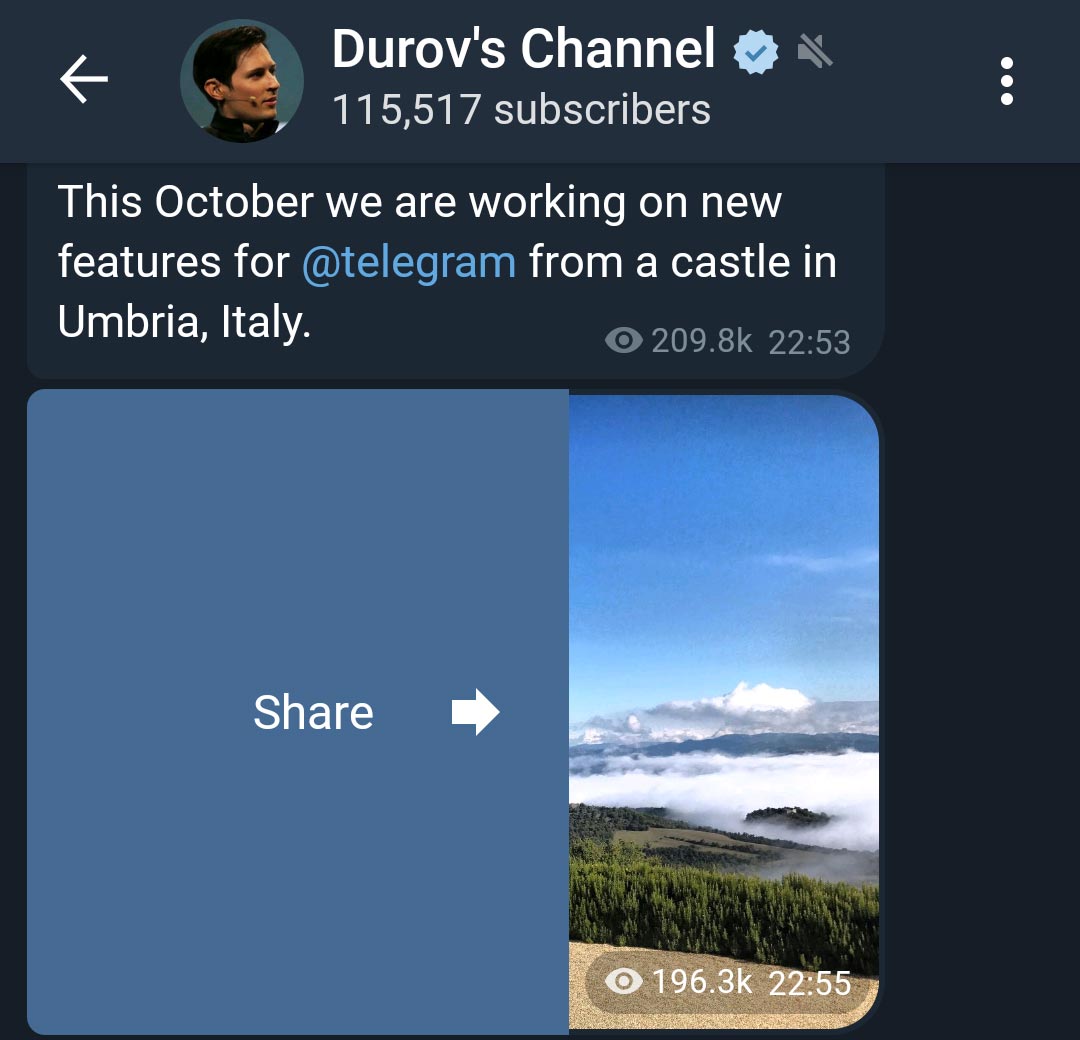 Durov's Channel
115,517 subscribers
This October we are working on new
features for @telegram from a castle in
Umbria, Italy.
209.8k 22:53
Share
196.3k 22:55